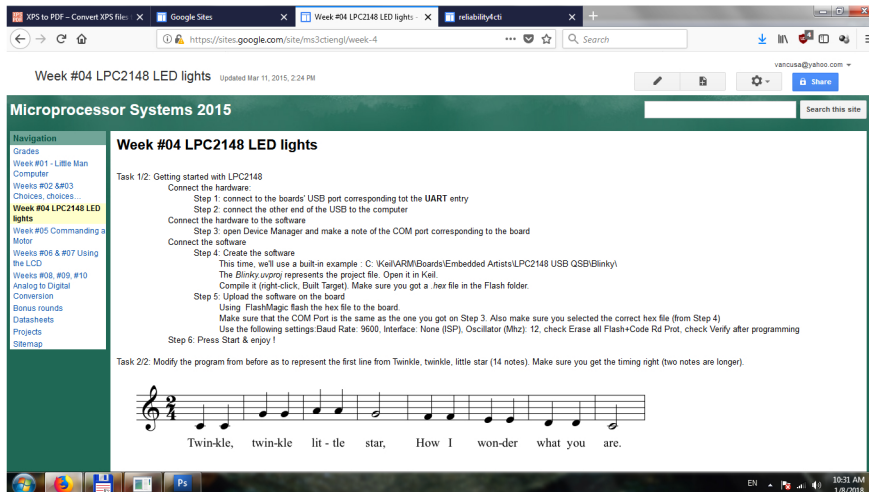 XPS to PDF – Convert XPS files
Google Sites
Week #04 LPC2148 LED lights -
reliability4cti
https://sites.google.com/site/ms3ctiengl/week-4
Search
vancusa@yahoo.com
Week #04 LPC2148 LED lights Updated Mar 11, 2015, 2:24 PM
Share
Microprocessor Systems 2015
Search this site
Navigation
Grades
Week #01 - Little Man
Computer
Weeks #02 &#03
Choices, choices...
Week #04 LPC2148 LED
lights
Week #05 Commanding a
Motor
Weeks #06 & #07 Using
the LCD
Weeks #08, #09, #10
Analog to Digital
Conversion
Bonus rounds
Datasheets
Projects
Sitemap
Week #04 LPC2148 LED lights
Task 1/2: Getting started with LPC2148
Connect the hardware:
Step 1: connect to the boards' USB port corresponding tot the UART entry
Step 2: connect the other end of the USB to the computer
Connect the hardware to the software
Step 3: open Device Manager and make a note of the COM port corresponding to the board
Connect the software
Step 4: Create the software
This time, we'll use a built-in example : C: \Keil\ARM\Boards\Embedded Artists\LPC2148 USB QSB\Blinky\
The Blinky.uvproj represents the project file. Open it in Keil.
Compile it (right-click, Built Target). Make sure you got a .hex file in the Flash folder.
Step 5: Upload the software on the board
Using FlashMagic flash the hex file to the board.
Make sure that the COM Port is the same as the one you got on Step 3. Also make sure you selected the correct hex file (from Step 4)
Use the following settings:Baud Rate: 9600, Interface: None (ISP), Oscillator (Mhz): 12, check Erase all Flash+Code Rd Prot, check Verify after programming
Step 6: Press Start & enjoy !
Task 2/2: Modify the program from before as to represent the first line from Twinkle, twinkle, little star (14 notes). Make sure you get the timing right (two notes are longer).
2
4
Twin-kle, twin-kle lit - tle star, How I won-der what you are.
Ps
EN
10:31 AM
1/8/2018